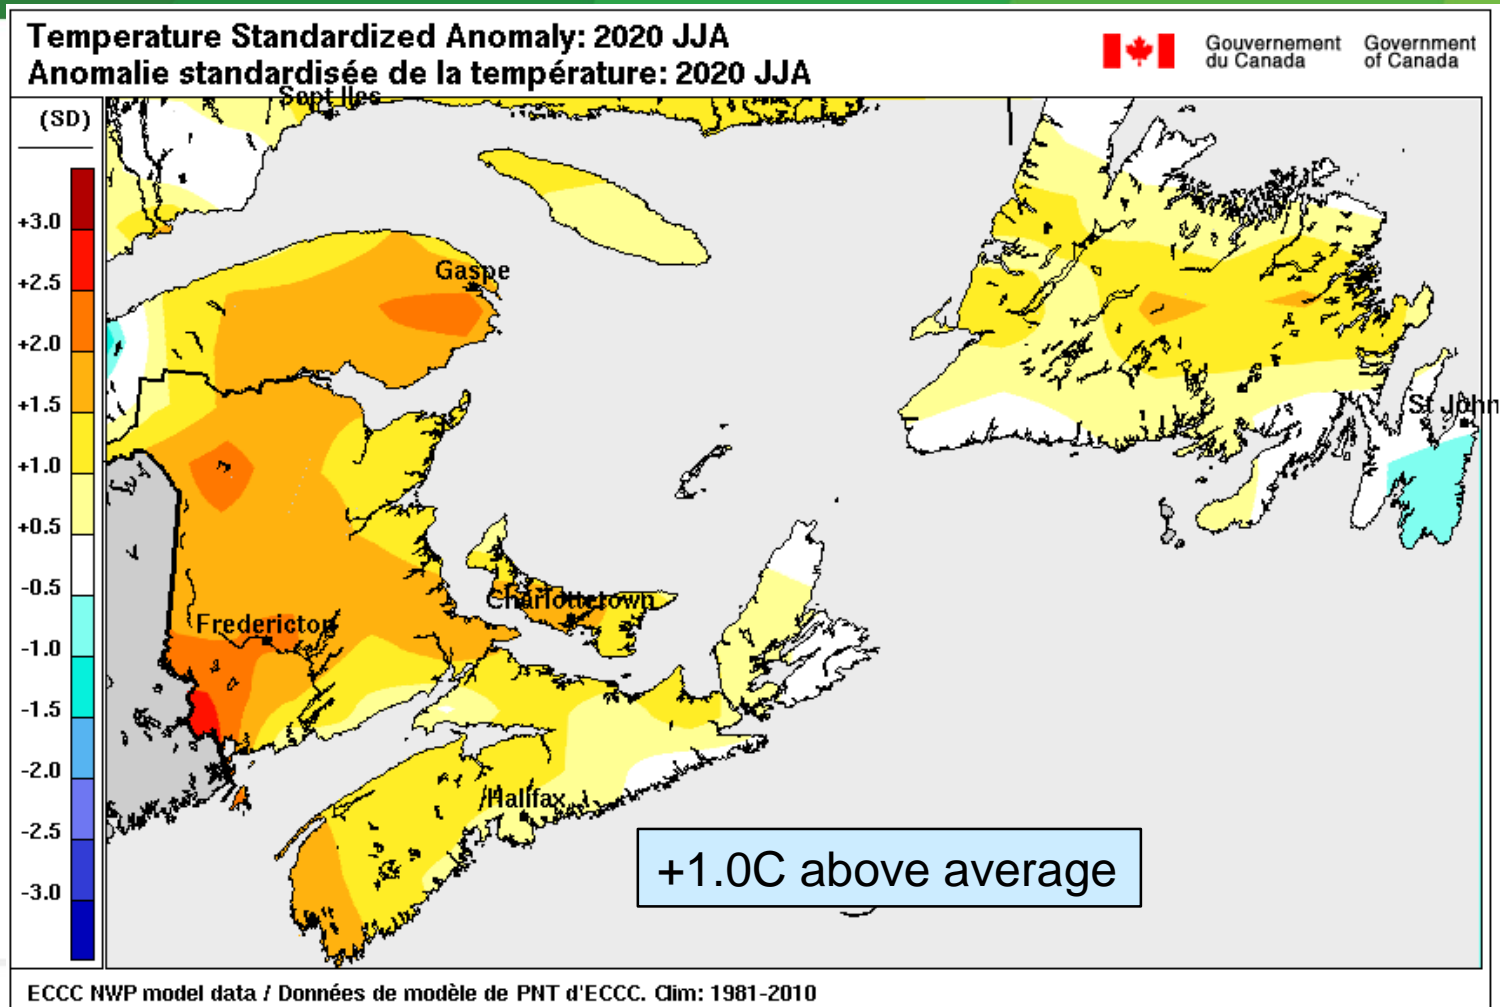 Temperature Standardized Anomaly: 2020 JJA
Anomalie standardisée de la température: 2020 JJA
Gouvernement du Canada
Government of Canada
(SD)
+3.0
+2.5
+2.0
+1.5
+1.0
+0.5
-0.5
-1.0
-1.5
-2.0
-2.5
-3.0
Sept Iles
Gaspe
St John
Fredericton
Charlottetown
Halifax
+1.0C above average
ECCC NWP model data / Données de modèle de PNT d'ECCC. Clim: 1981-2010